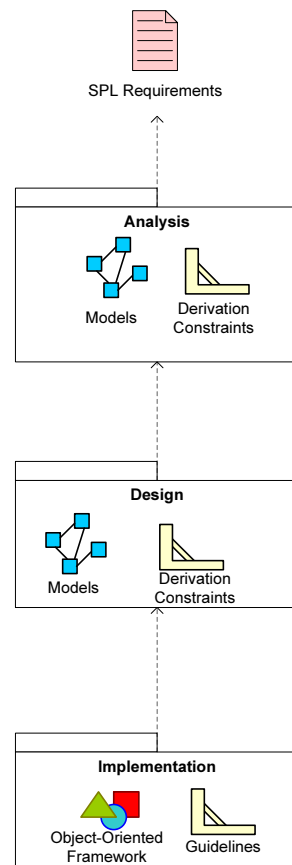 SPL Requirements
Analysis
Models
Derivation
Constraints
Design
Models
Derivation
Constraints
Implementation
Object-Oriented
Framework
Guidelines